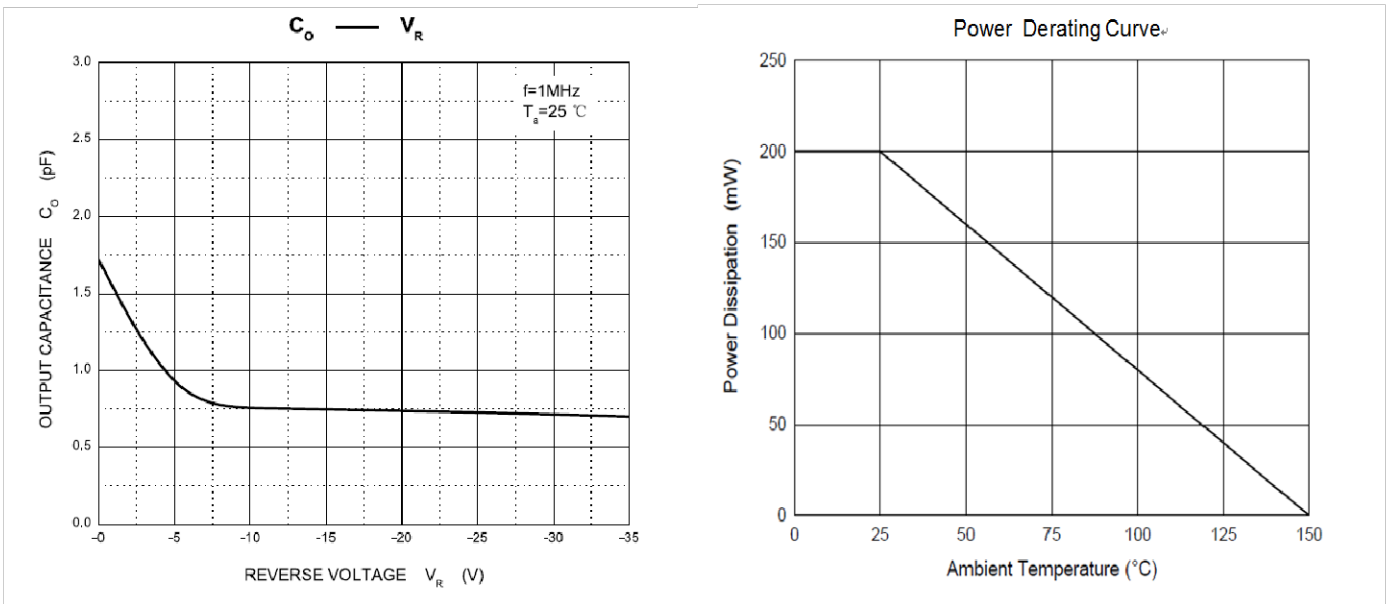 C_O — V_R
3.0
2.5
2.0
1.5
1.0
0.5
0.0
f=1MHz
T_a=25 ℃
OUTPUT CAPACITANCE C_O (pF)
-0 -5 -10 -15 -20 -25 -30 -35
REVERSE VOLTAGE V_R (V)
Power Derating Curve↵
250
200
150
100
50
0
Power Dissipation (mW)
0 25 50 75 100 125 150
Ambient Temperature (°C)